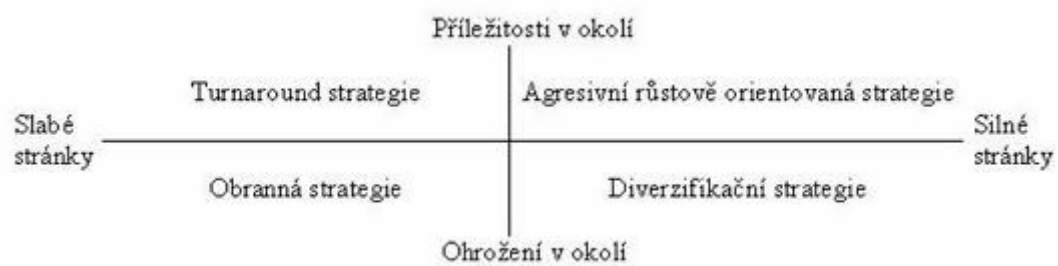 Příležitosti v okolí
Turnaround strategie
Agresivní růstově orientovaná strategie
Slabé
stránky
Silné
stránky
Obranná strategie
Diverzifikační strategie
Ohrožení v okolí